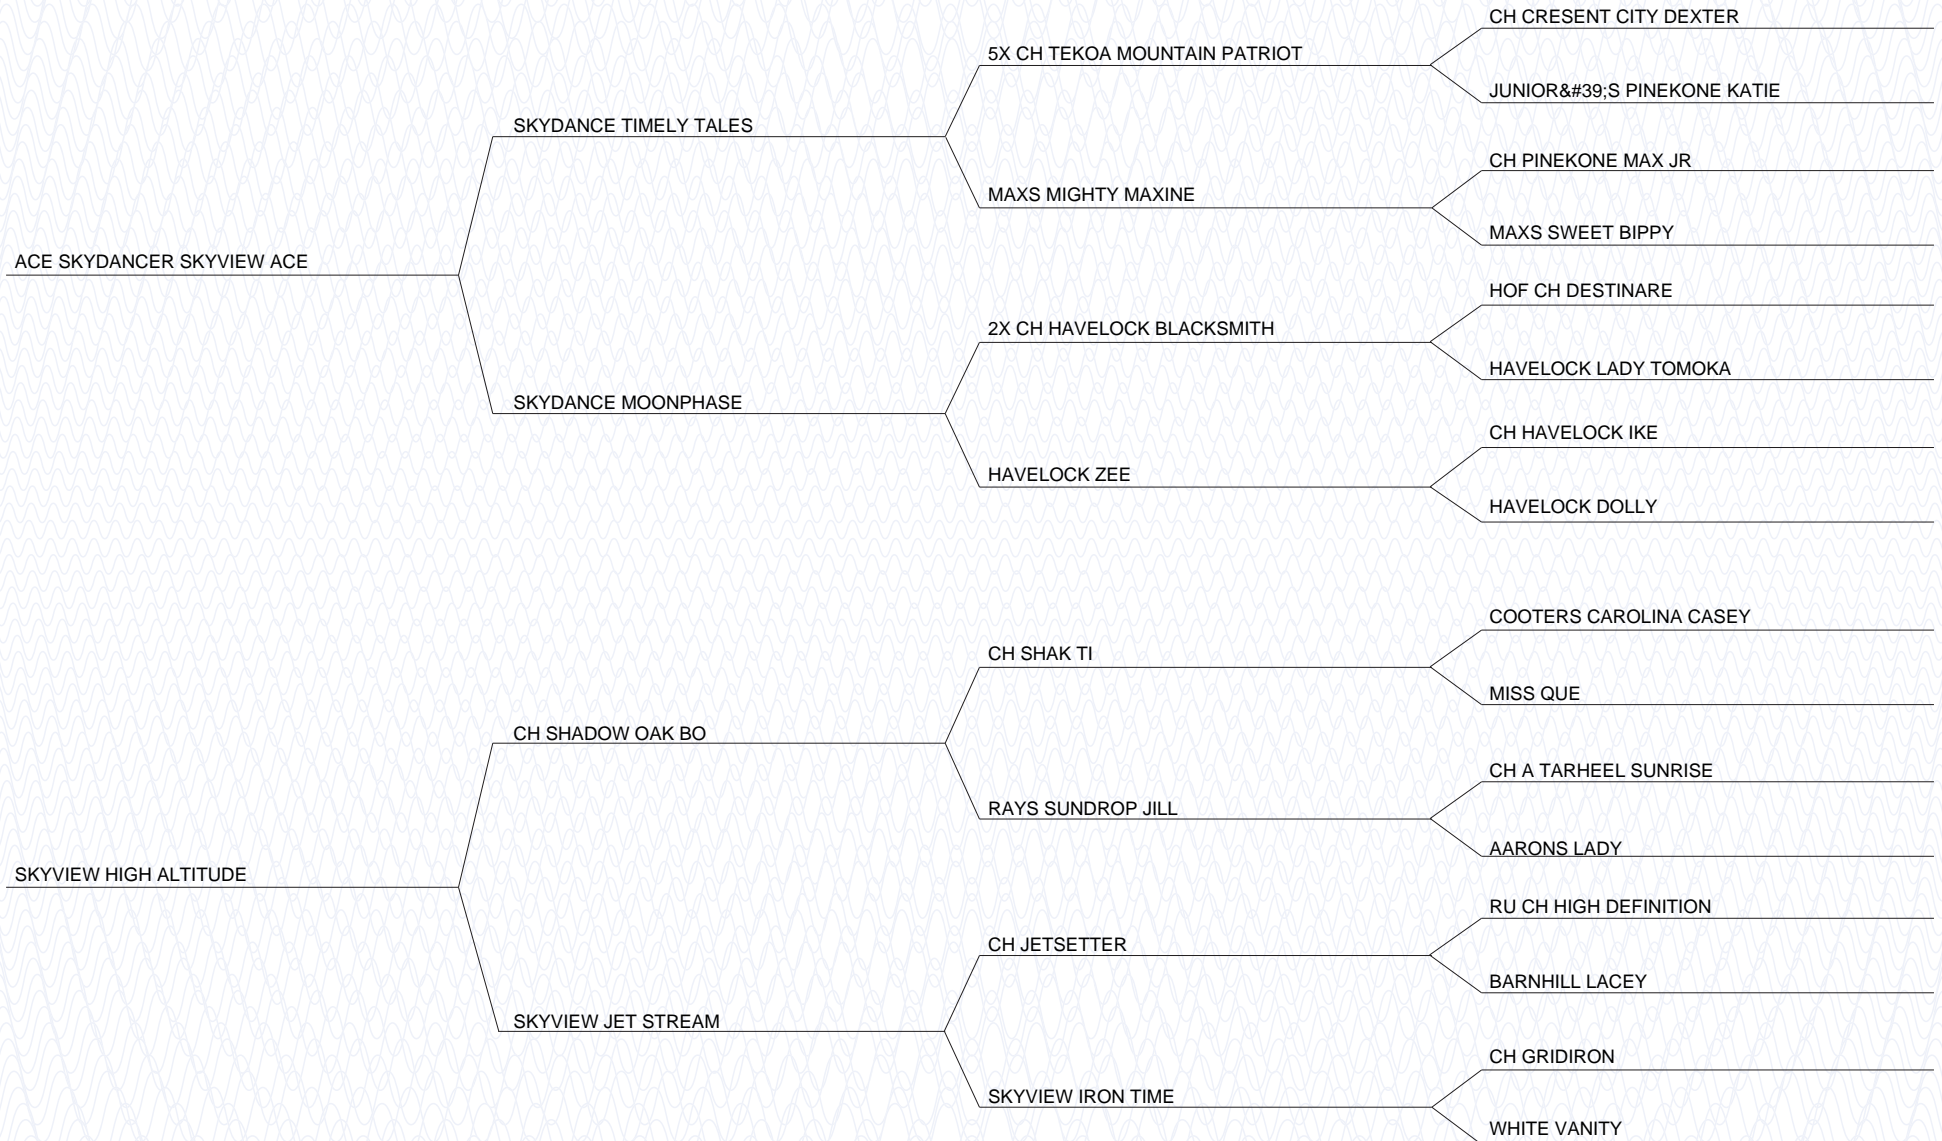 CH CRESENT CITY DEXTER
5X CH TEKOA MOUNTAIN PATRIOT
JUNIOR&#39;S PINEKONE KATIE
SKYDANCE TIMELY TALES
CH PINEKONE MAX JR
MAXS MIGHTY MAXINE
MAXS SWEET BIPPY
ACE SKYDANCER SKYVIEW ACE
HOF CH DESTINARE
2X CH HAVELOCK BLACKSMITH
HAVELOCK LADY TOMOKA
SKYDANCE MOONPHASE
CH HAVELOCK IKE
HAVELOCK ZEE
HAVELOCK DOLLY
COOTERS CAROLINA CASEY
CH SHAK TI
MISS QUE
CH SHADOW OAK BO
CH A TARHEEL SUNRISE
RAYS SUNDROP JILL
AARONS LADY
SKYVIEW HIGH ALTITUDE
RU CH HIGH DEFINITION
CH JETSETTER
BARNHILL LACEY
SKYVIEW JET STREAM
CH GRIDIRON
SKYVIEW IRON TIME
WHITE VANITY